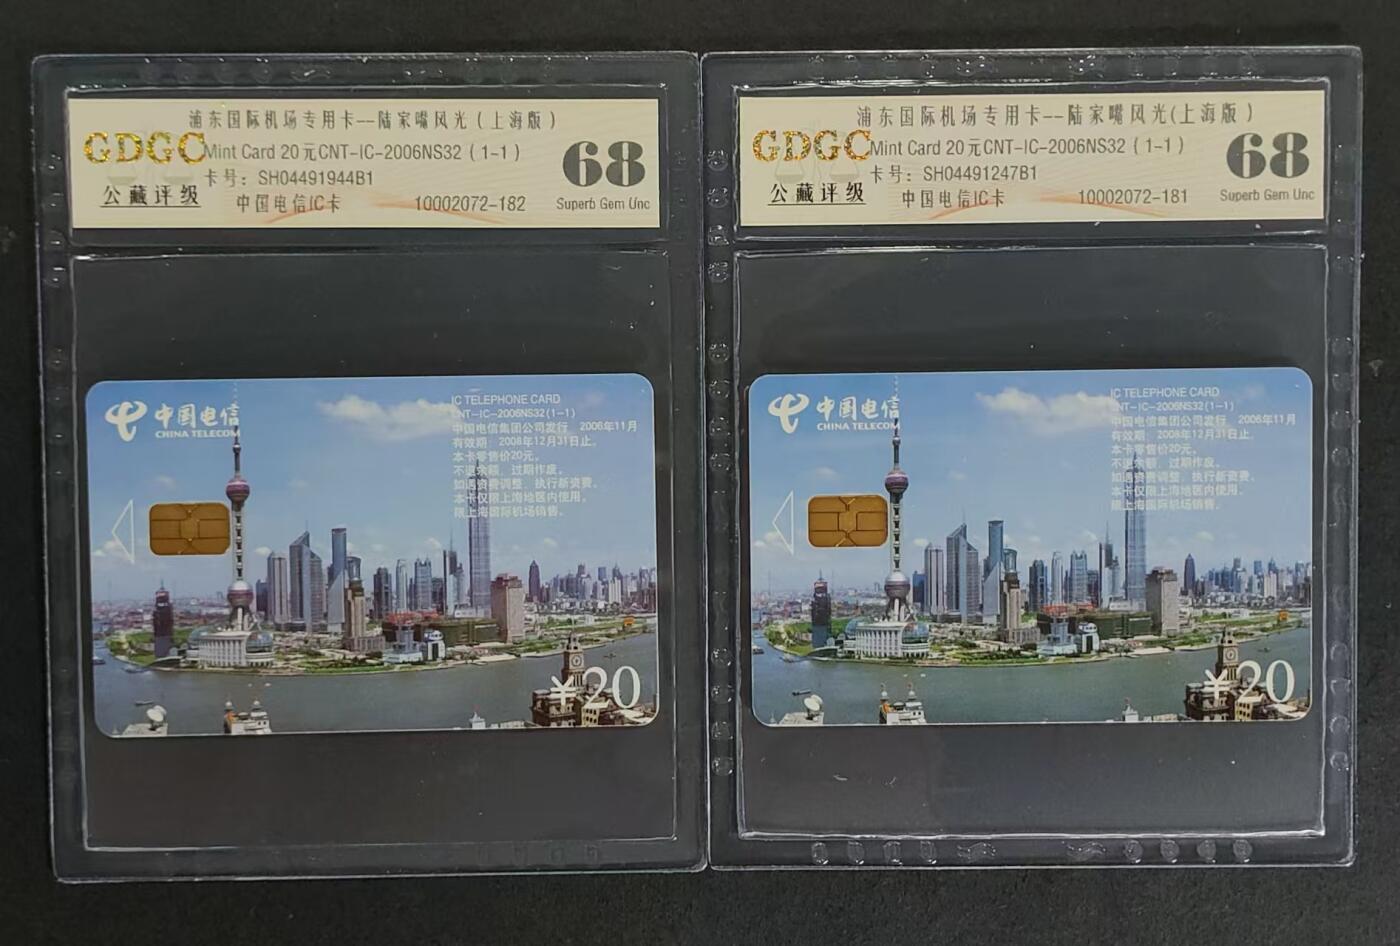 浦东国际机场专用卡--陆家嘴风光(上海版)
GDGC Mint Card 20元CNT-IC-2006NS32(1-1)
68
卡号: SH04491944B1
公藏评级
中国电信IC卡 10002072-182
Superb Gem Unc
浦东国际机场专用卡--陆家嘴风光(上海版)
GDGC Mint Card 20元CNT-IC-2006NS32(1-1)
68
卡号: SH04491247B1
公藏评级
中国电信IC卡 10002072-181
Superb Gem Unc
中国电信
CHINA TELECOM
IC TELEPHONE CARD
CNT-IC-2006NS32(1-1)
中国电信集团公司发行 2006年11月
有效期: 2008年12月31日止。
本卡零售价20元。
不退余额, 过期作废。
如遇资费调整, 执行新资费。
本卡仅限上海地区内使用。
限上海国际机场销售。
¥20
中国电信
CHINA TELECOM
IC TELEPHONE CARD
CNT-IC-2006NS32(1-1)
中国电信集团公司发行 2006年11月
有效期: 2008年12月31日止。
本卡零售价20元。
不退余额, 过期作废。
如遇资费调整, 执行新资费。
本卡仅限上海地区内使用。
限上海国际机场销售。
¥20